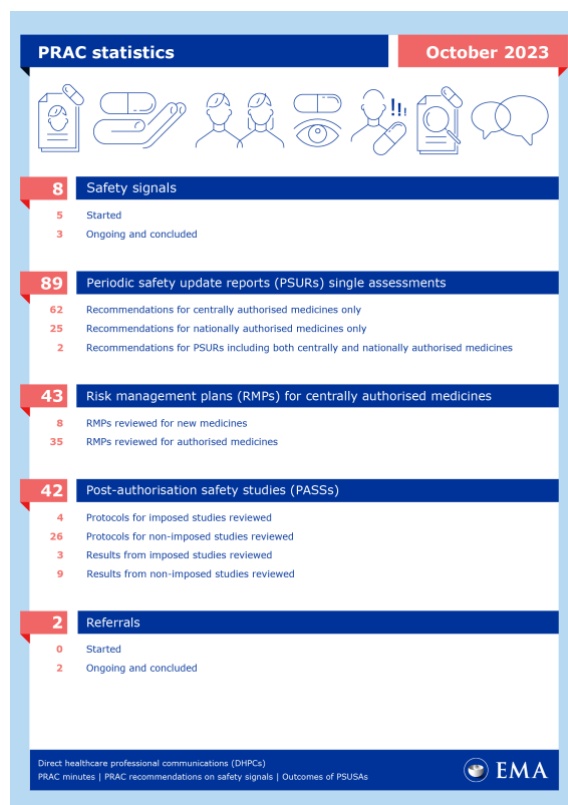 PRAC statistics
October 2023
!!!
8 Safety signals
5 Started
3 Ongoing and concluded
89 Periodic safety update reports (PSURs) single assessments
62 Recommendations for centrally authorised medicines only
25 Recommendations for nationally authorised medicines only
2 Recommendations for PSURs including both centrally and nationally authorised medicines
43 Risk management plans (RMPs) for centrally authorised medicines
8 RMPs reviewed for new medicines
35 RMPs reviewed for authorised medicines
42 Post-authorisation safety studies (PASSs)
4 Protocols for imposed studies reviewed
26 Protocols for non-imposed studies reviewed
3 Results from imposed studies reviewed
9 Results from non-imposed studies reviewed
2 Referrals
0 Started
2 Ongoing and concluded
Direct healthcare professional communications (DHPCs)
PRAC minutes | PRAC recommendations on safety signals | Outcomes of PSUSAs
EMA